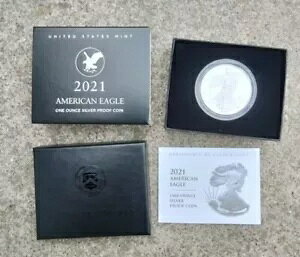 UNITED STATES MINT
2021
AMERICAN EAGLE
ONE OUNCE SILVER PROOF COIN
2021
AMERICAN
EAGLE
ONE OUNCE
SILVER
PROOF COIN